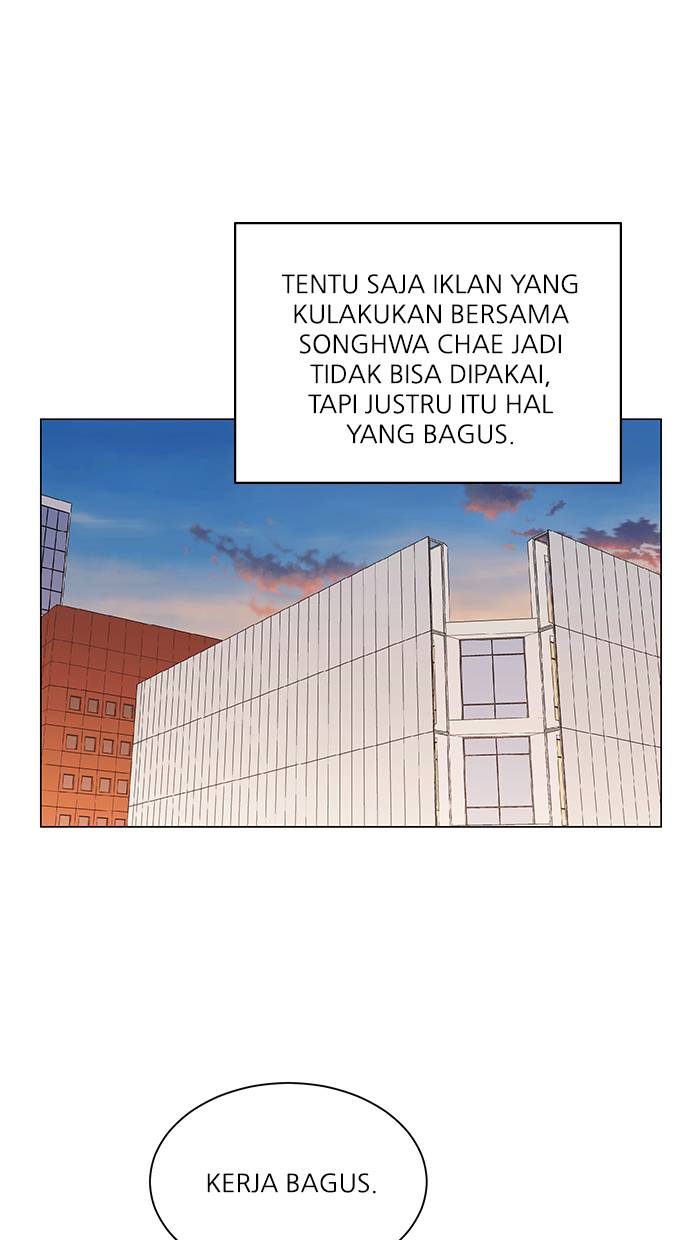 TENTU SAJA IKLAN YANG
KULAKUKAN BERSAMA
SONGHWA CHAE JADI
TIDAK BISA DIPAKAI,
TAPI JUSTRU ITU HAL
YANG BAGUS.
KERJA BAGUS.